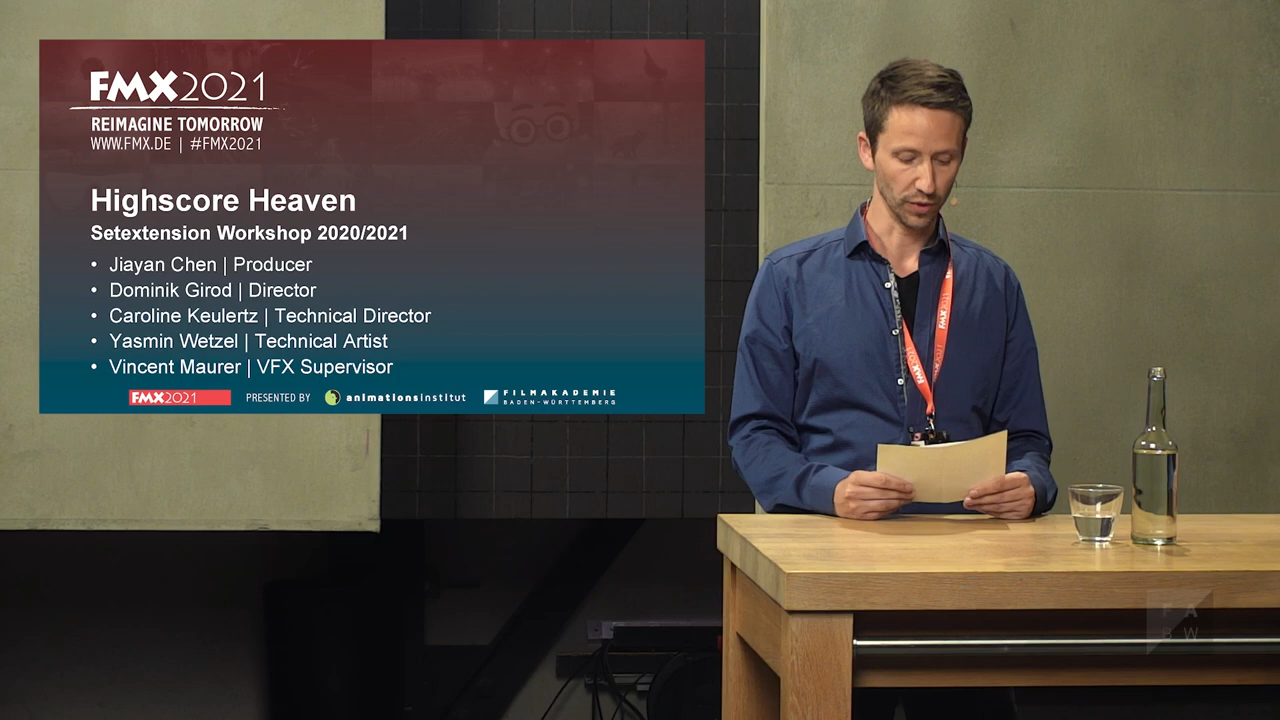 FMX2021
REIMAGINE TOMORROW
WWW.FMX.DE | #FMX2021
Highscore Heaven
Setextension Workshop 2020/2021
• Jiayan Chen | Producer
• Dominik Girod | Director
• Caroline Keulertz | Technical Director
• Yasmin Wetzel | Technical Artist
• Vincent Maurer | VFX Supervisor
FMX2021 PRESENTED BY animationsinstitut FILMAKADEMIE
BADEN-WÜRTTEMBERG
FMX2021
FMX2021
F A
B W